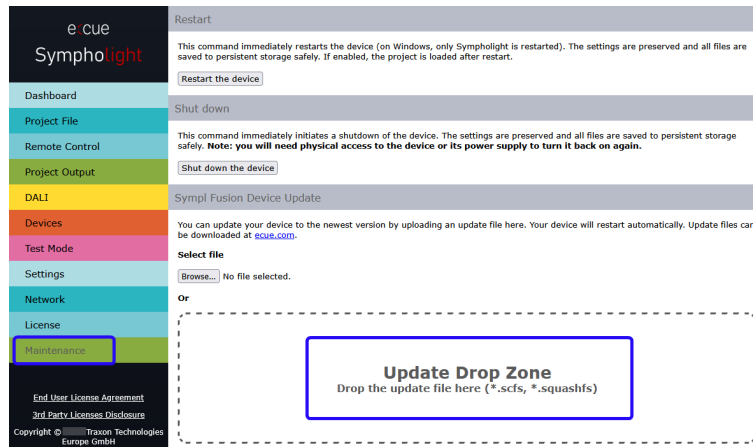 e:cue
Sympholight
Dashboard
Project File
Remote Control
Project Output
DALI
Devices
Test Mode
Settings
Network
License
Maintenance
End User License Agreement
3rd Party Licenses Disclosure
Copyright © Traxon Technologies
Europe GmbH
Restart
This command immediately restarts the device (on Windows, only Sympholight is restarted). The settings are preserved and all files are
saved to persistent storage safely. If enabled, the project is loaded after restart.
Restart the device
Shut down
This command immediately initiates a shutdown of the device. The settings are preserved and all files are saved to persistent storage
safely. Note: you will need physical access to the device or its power supply to turn it back on again.
Shut down the device
Sympl Fusion Device Update
You can update your device to the newest version by uploading an update file here. Your device will restart automatically. Update files can
be downloaded at ecue.com.
Select file
Browse... No file selected.
Or
Update Drop Zone
Drop the update file here (*.scfs, *.squashfs)